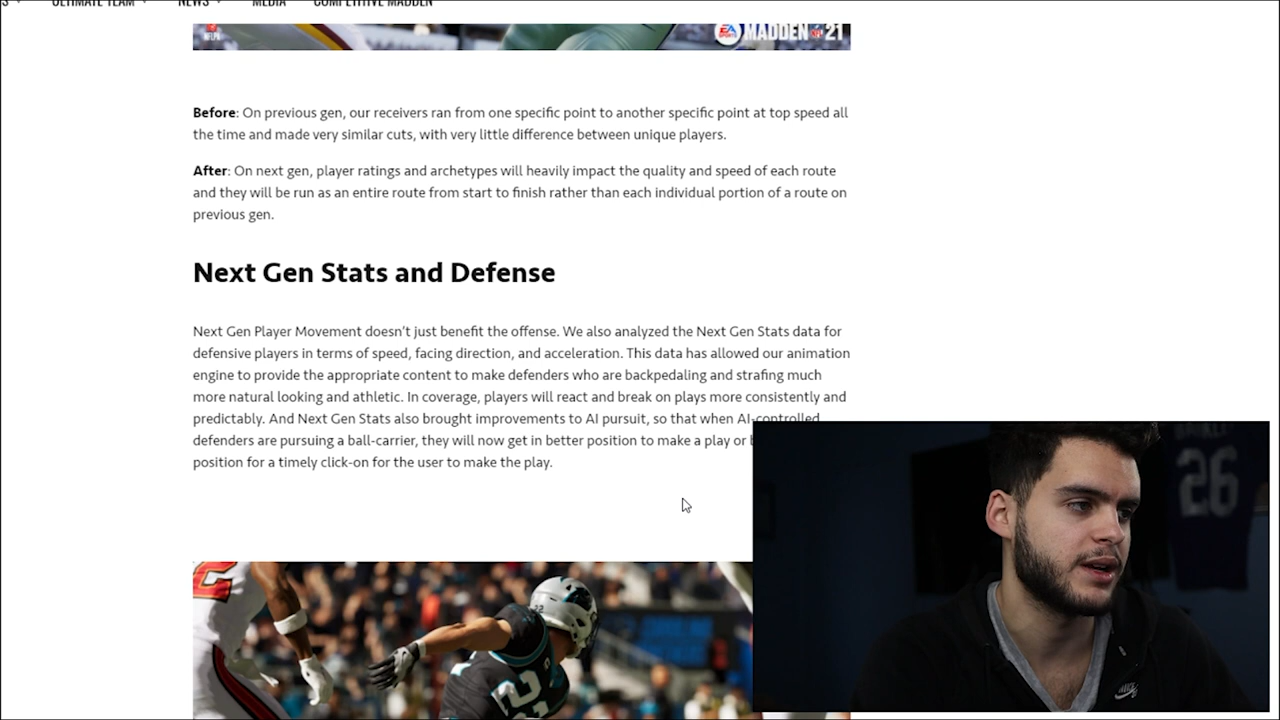 ULTIMATE TEAM NEWS MEDIA COMPETITIVE MADDEN
EA SPORTS MADDEN NFL 21
Before: On previous gen, our receivers ran from one specific point to another specific point at top speed all
the time and made very similar cuts, with very little difference between unique players.
After: On next gen, player ratings and archetypes will heavily impact the quality and speed of each route
and they will be run as an entire route from start to finish rather than each individual portion of a route on
previous gen.
Next Gen Stats and Defense
Next Gen Player Movement doesn't just benefit the offense. We also analyzed the Next Gen Stats data for
defensive players in terms of speed, facing direction, and acceleration. This data has allowed our animation
engine to provide the appropriate content to make defenders who are backpedaling and strafing much
more natural looking and athletic. In coverage, players will react and break on plays more consistently and
predictably. And Next Gen Stats also brought improvements to AI pursuit, so that when AI-controlled
defenders are pursuing a ball-carrier, they will now get in better position to make a play or
position for a timely click-on for the user to make the play.
26
22